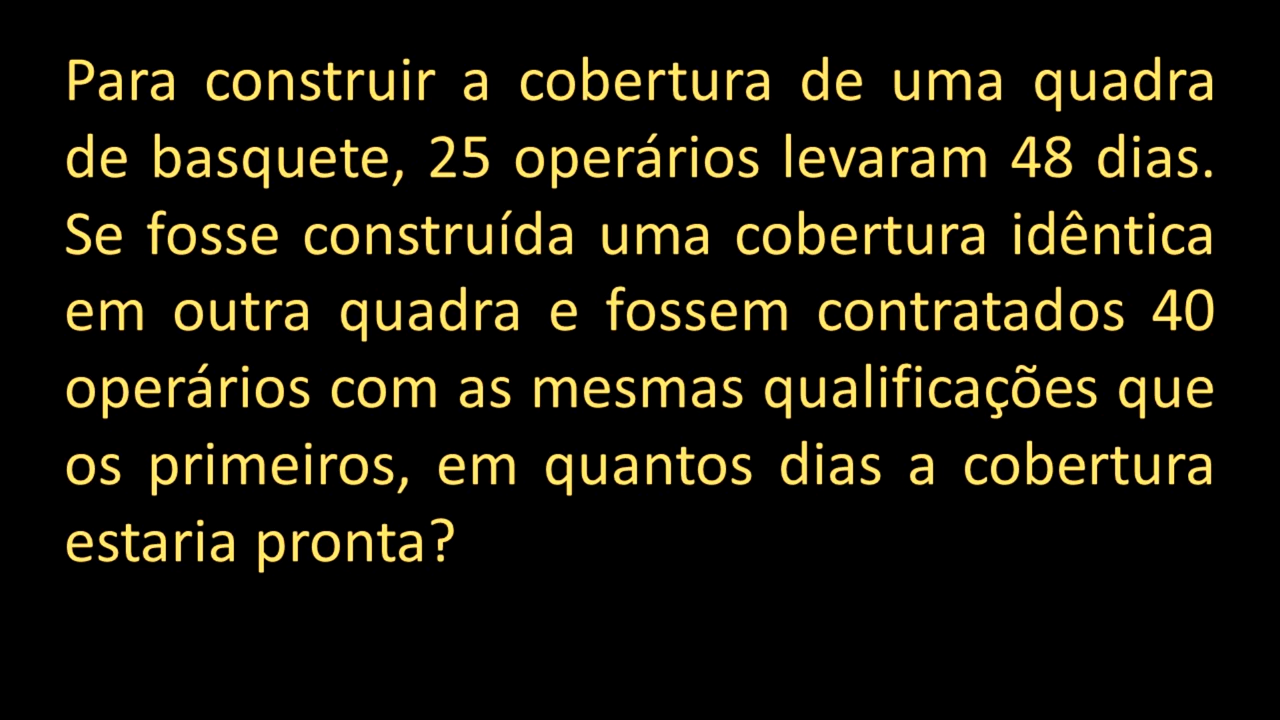 Para construir a cobertura de uma quadra
de basquete, 25 operários levaram 48 dias.
Se fosse construída uma cobertura idêntica
em outra quadra e fossem contratados 40
operários com as mesmas qualificações que
os primeiros, em quantos dias a cobertura
estaria pronta?